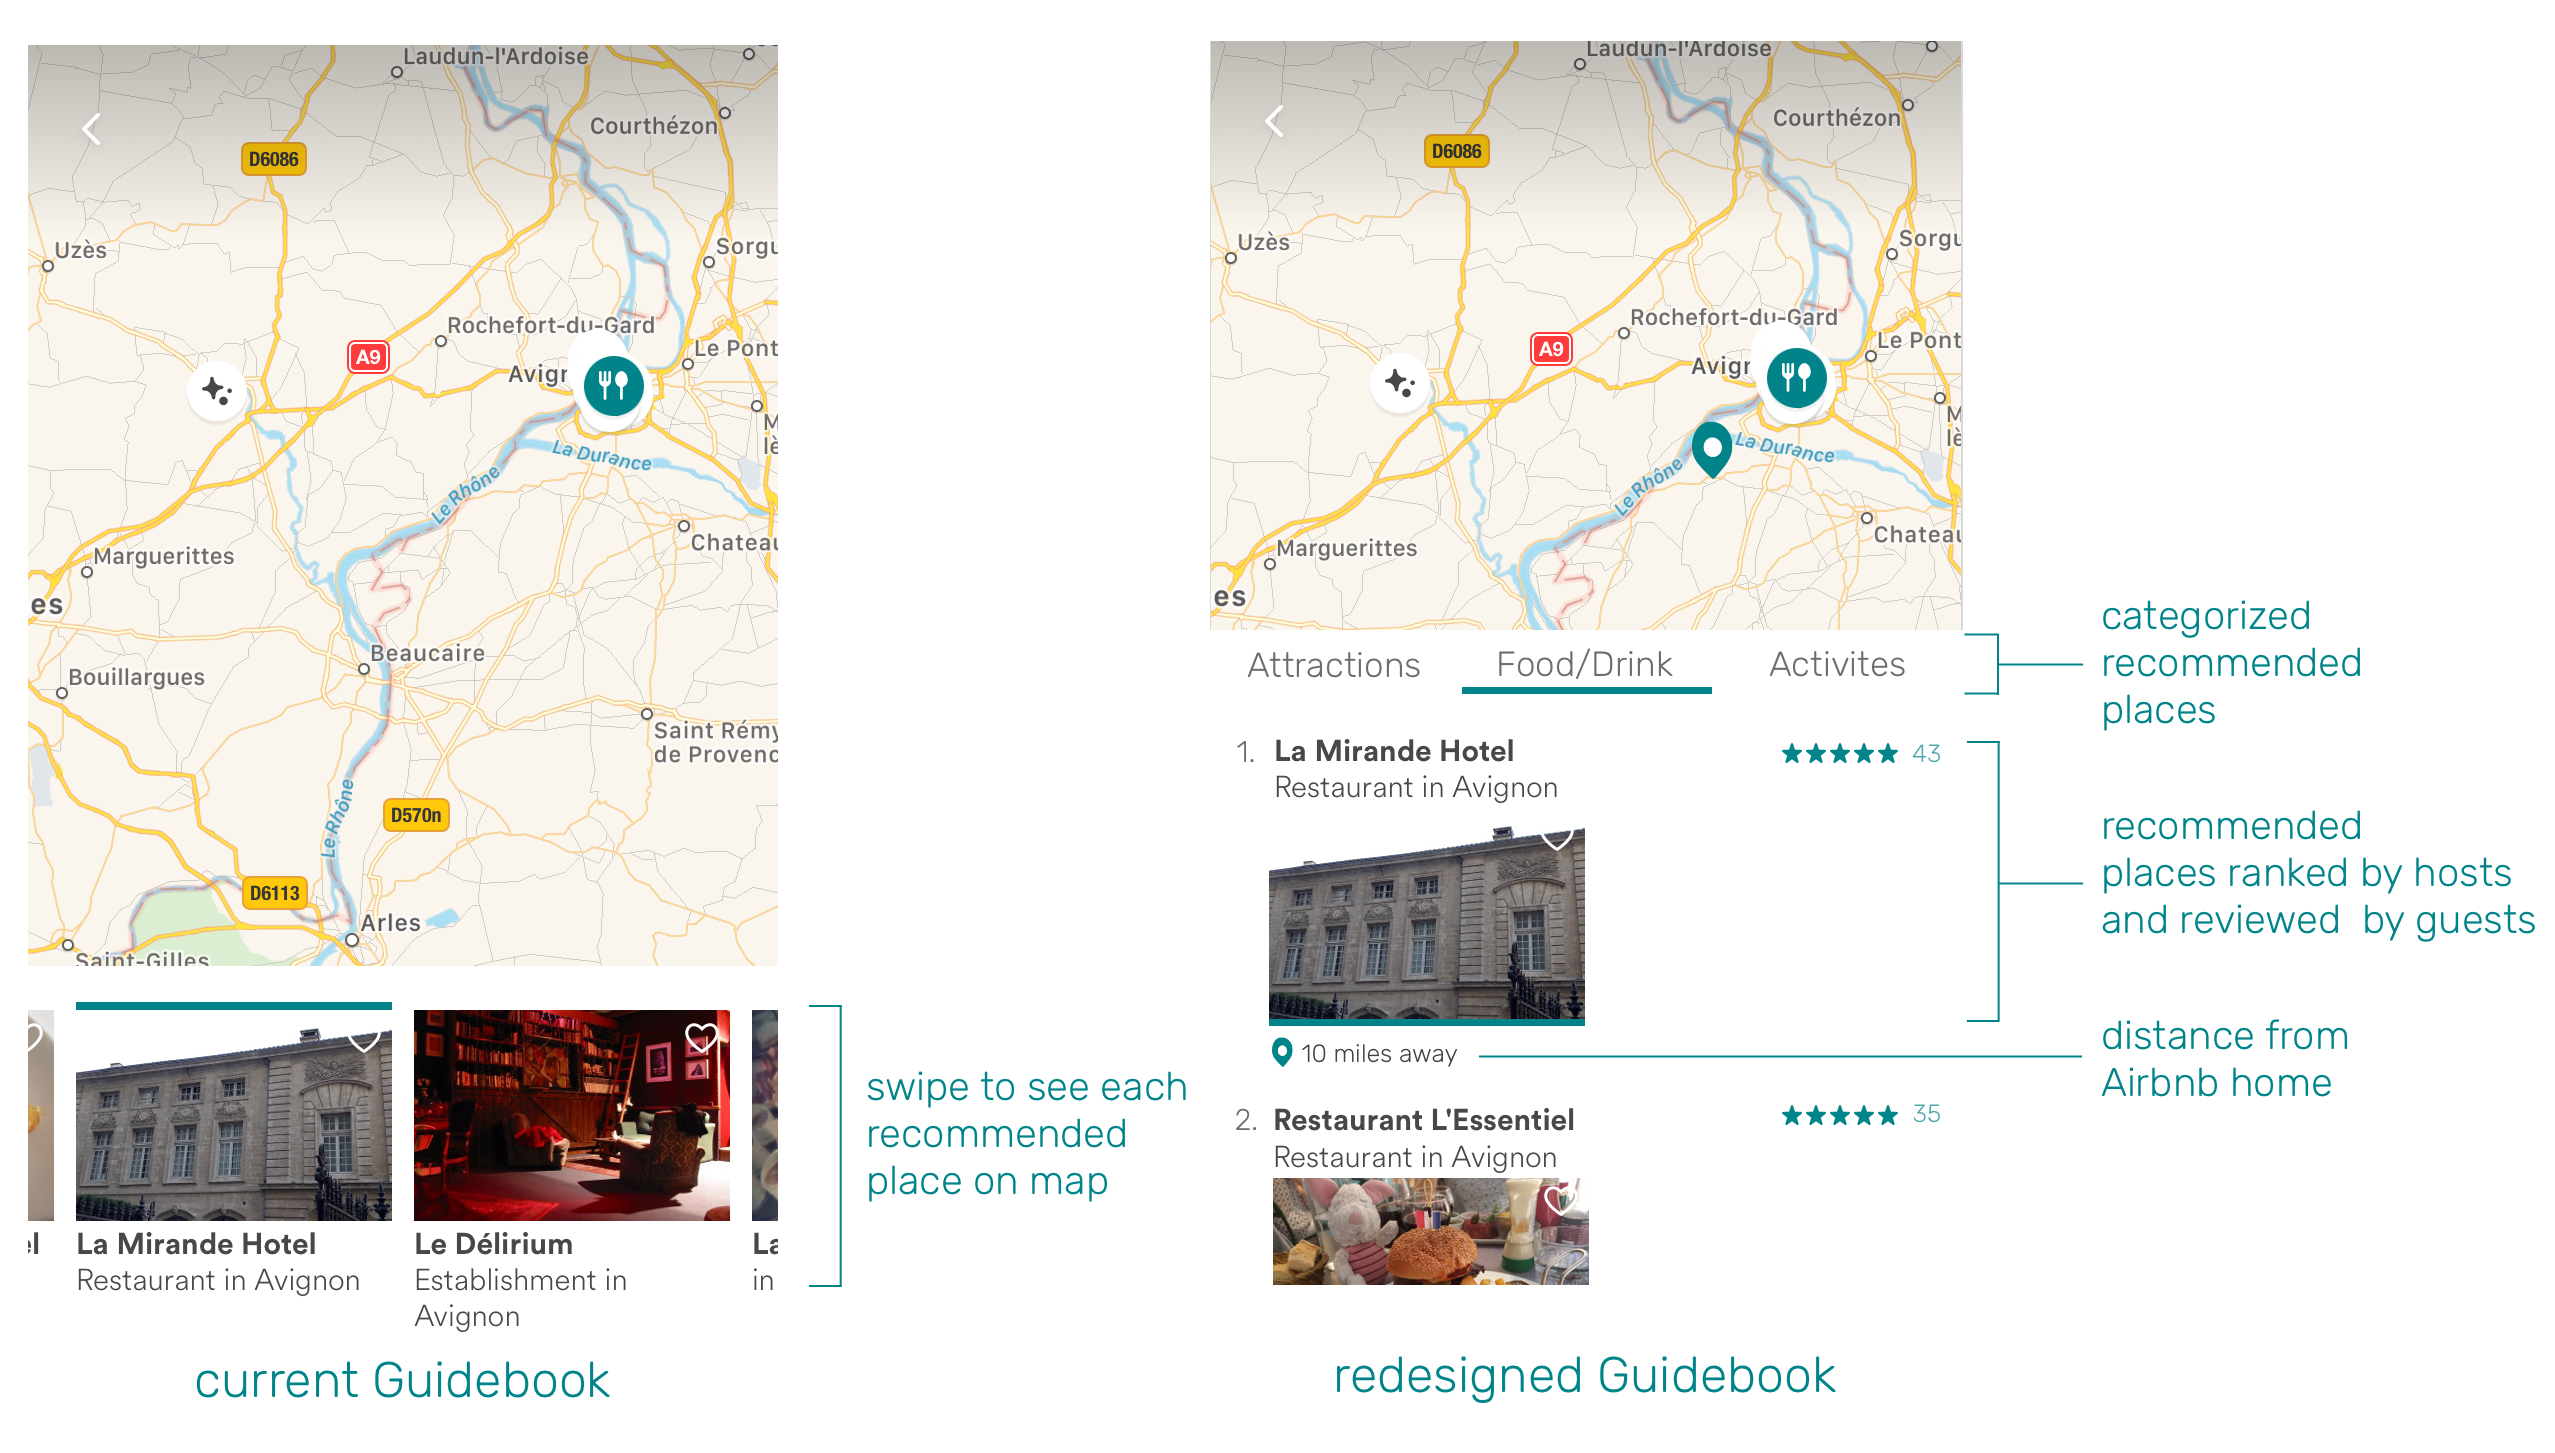 Laudun-l'Ardoise
Courthézon
D6086
Uzès
Sorgu
Rochefort-du-Gard
A9
Le Pont
Avigr
M
lè
La Durance
Le Rhône
Chateau
Marguerittes
es
Beaucaire
Bouillargues
Saint Rémy
de Provenc
Le Rhône
D570n
D6113
Arles
Saint-Gilles
el
La Mirande Hotel
Restaurant in Avignon
Le Délirium
Establishment in
Avignon
La
in
swipe to see each
recommended
place on map
current Guidebook
Laudun-l'Ardoise
Courthézon
D6086
Uzès
Sorgu
Rochefort-du-Gard
A9
Le Pont
Avigr
M
lè
La Durance
Le Rhône
Chateau
Marguerittes
es
Attractions
Food/Drink
Activites
categorized
recommended
places
1. La Mirande Hotel
Restaurant in Avignon
43
recommended
places ranked by hosts
and reviewed by guests
10 miles away
distance from
Airbnb home
2. Restaurant L'Essentiel
Restaurant in Avignon
35
redesigned Guidebook